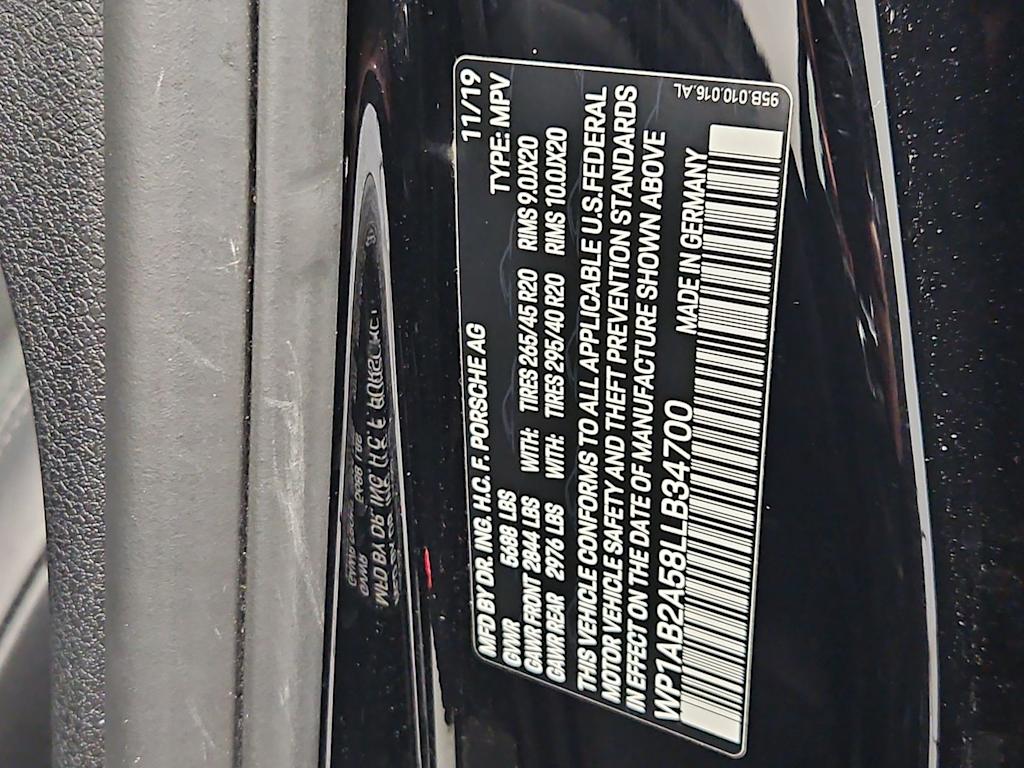 MFD BY DR. ING. H.C. F. PORSCHE AG 11/19
GVWR 5688 LBS TYPE: MPV
GAWR FRONT 2844 LBS WITH: TIRES 265/45 R20 RIMS 9.0JX20
GAWR REAR 2976 LBS WITH: TIRES 295/40 R20 RIMS 10.0JX20
THIS VEHICLE CONFORMS TO ALL APPLICABLE U.S.FEDERAL
MOTOR VEHICLE SAFETY AND THEFT PREVENTION STANDARDS
IN EFFECT ON THE DATE OF MANUFACTURE SHOWN ABOVE
MADE IN GERMANY
WP1AB2A58LLB34700
95B.010.016.AL